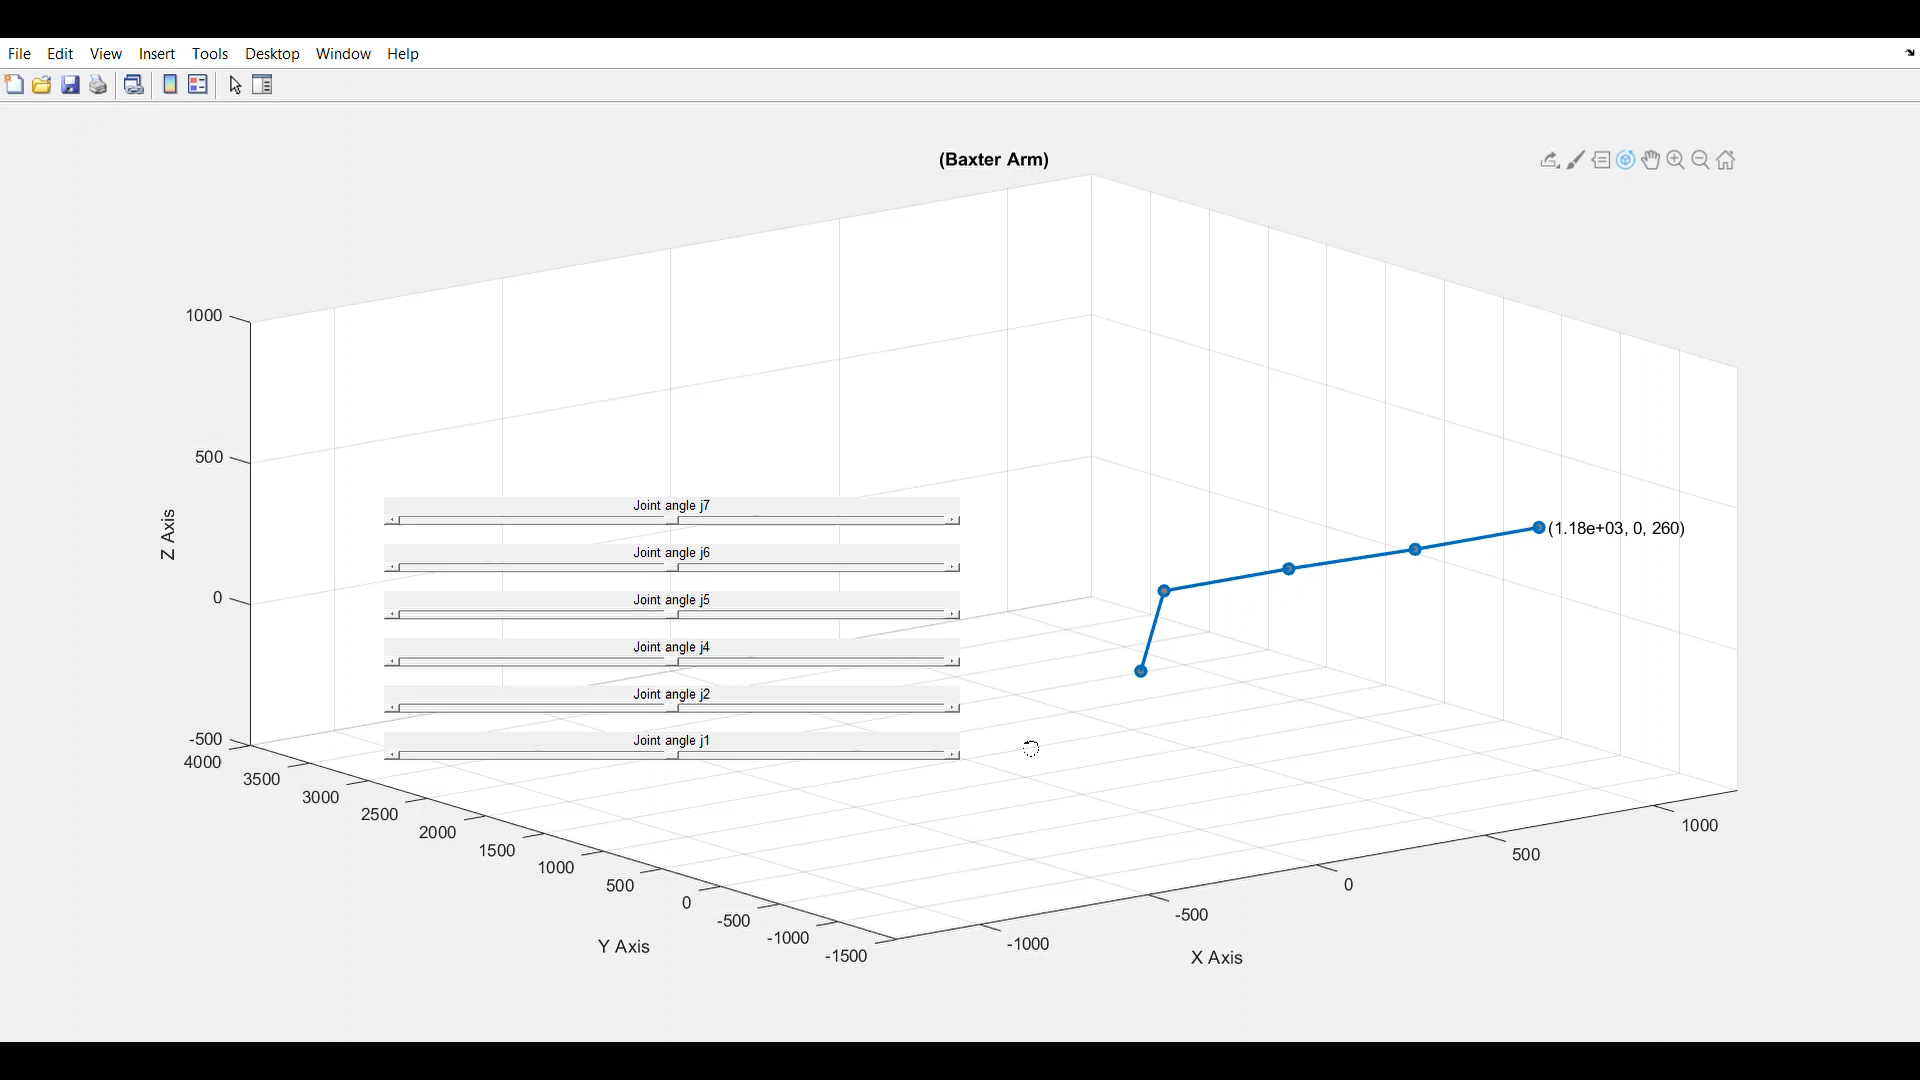 File Edit View Insert Tools Desktop Window Help
(Baxter Arm)
1000
500
0
-500
Z Axis
Joint angle j7
Joint angle j6
Joint angle j5
Joint angle j4
Joint angle j2
Joint angle j1
(1.18e+03, 0, 260)
4000
3500
3000
2500
2000
1500
1000
500
0
-500
-1000
-1500
Y Axis
-1000
-500
0
500
1000
X Axis